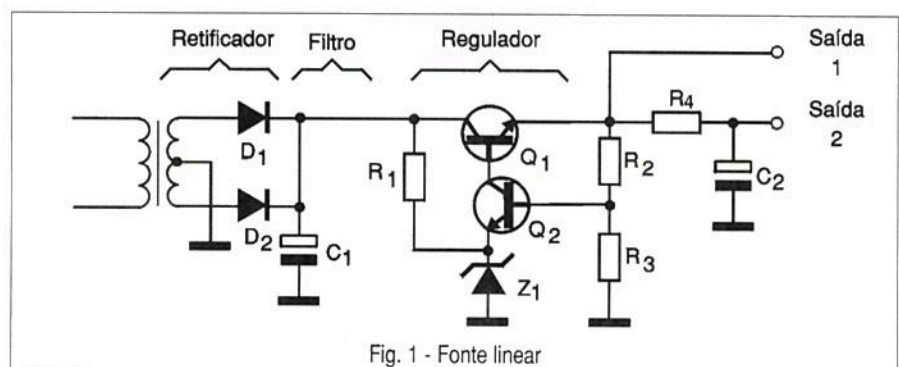 Retificador Filtro Regulador
Saída
1
D1
R1
Q1
R4
Saída
2
R2
C2
D2
C1
Q2
R3
Z1
Fig. 1 - Fonte linear